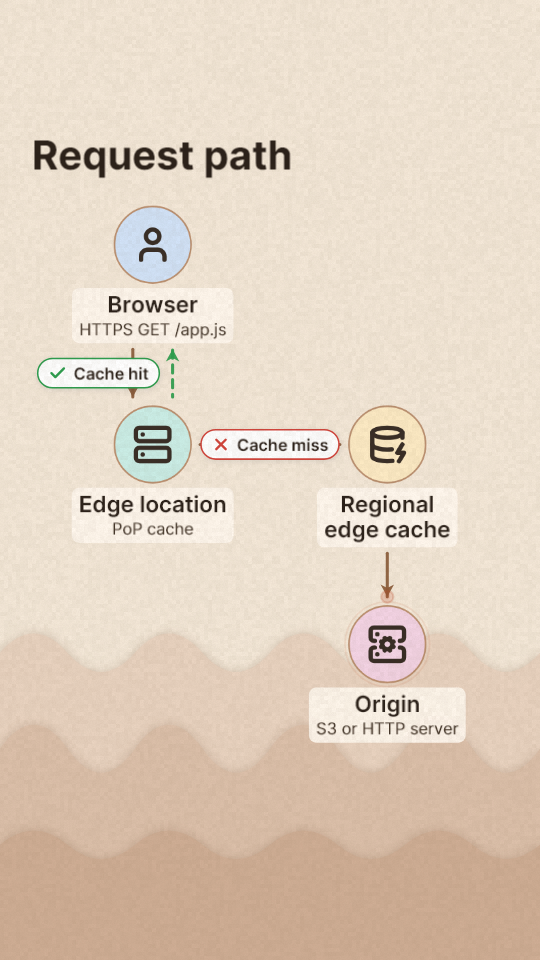 Request path
Browser
HTTPS GET /app.js
Cache hit
Cache miss
Edge location
PoP cache
Regional
edge cache
Origin
S3 or HTTP server